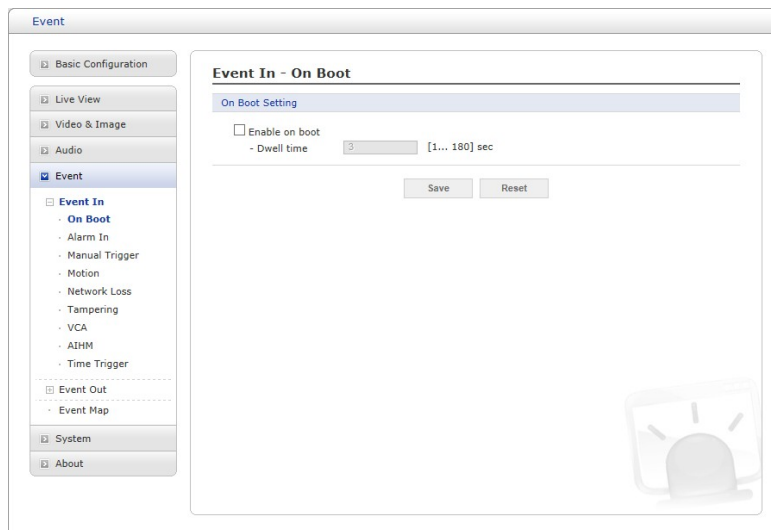 Event
Basic Configuration
Live View
Video & Image
Audio
Event
Event In
On Boot
Alarm In
Manual Trigger
Motion
Network Loss
Tampering
VCA
AIHM
Time Trigger
Event Out
Event Map
System
About
Event In - On Boot
On Boot Setting
Enable on boot
- Dwell time 3 [1... 180] sec
Save Reset